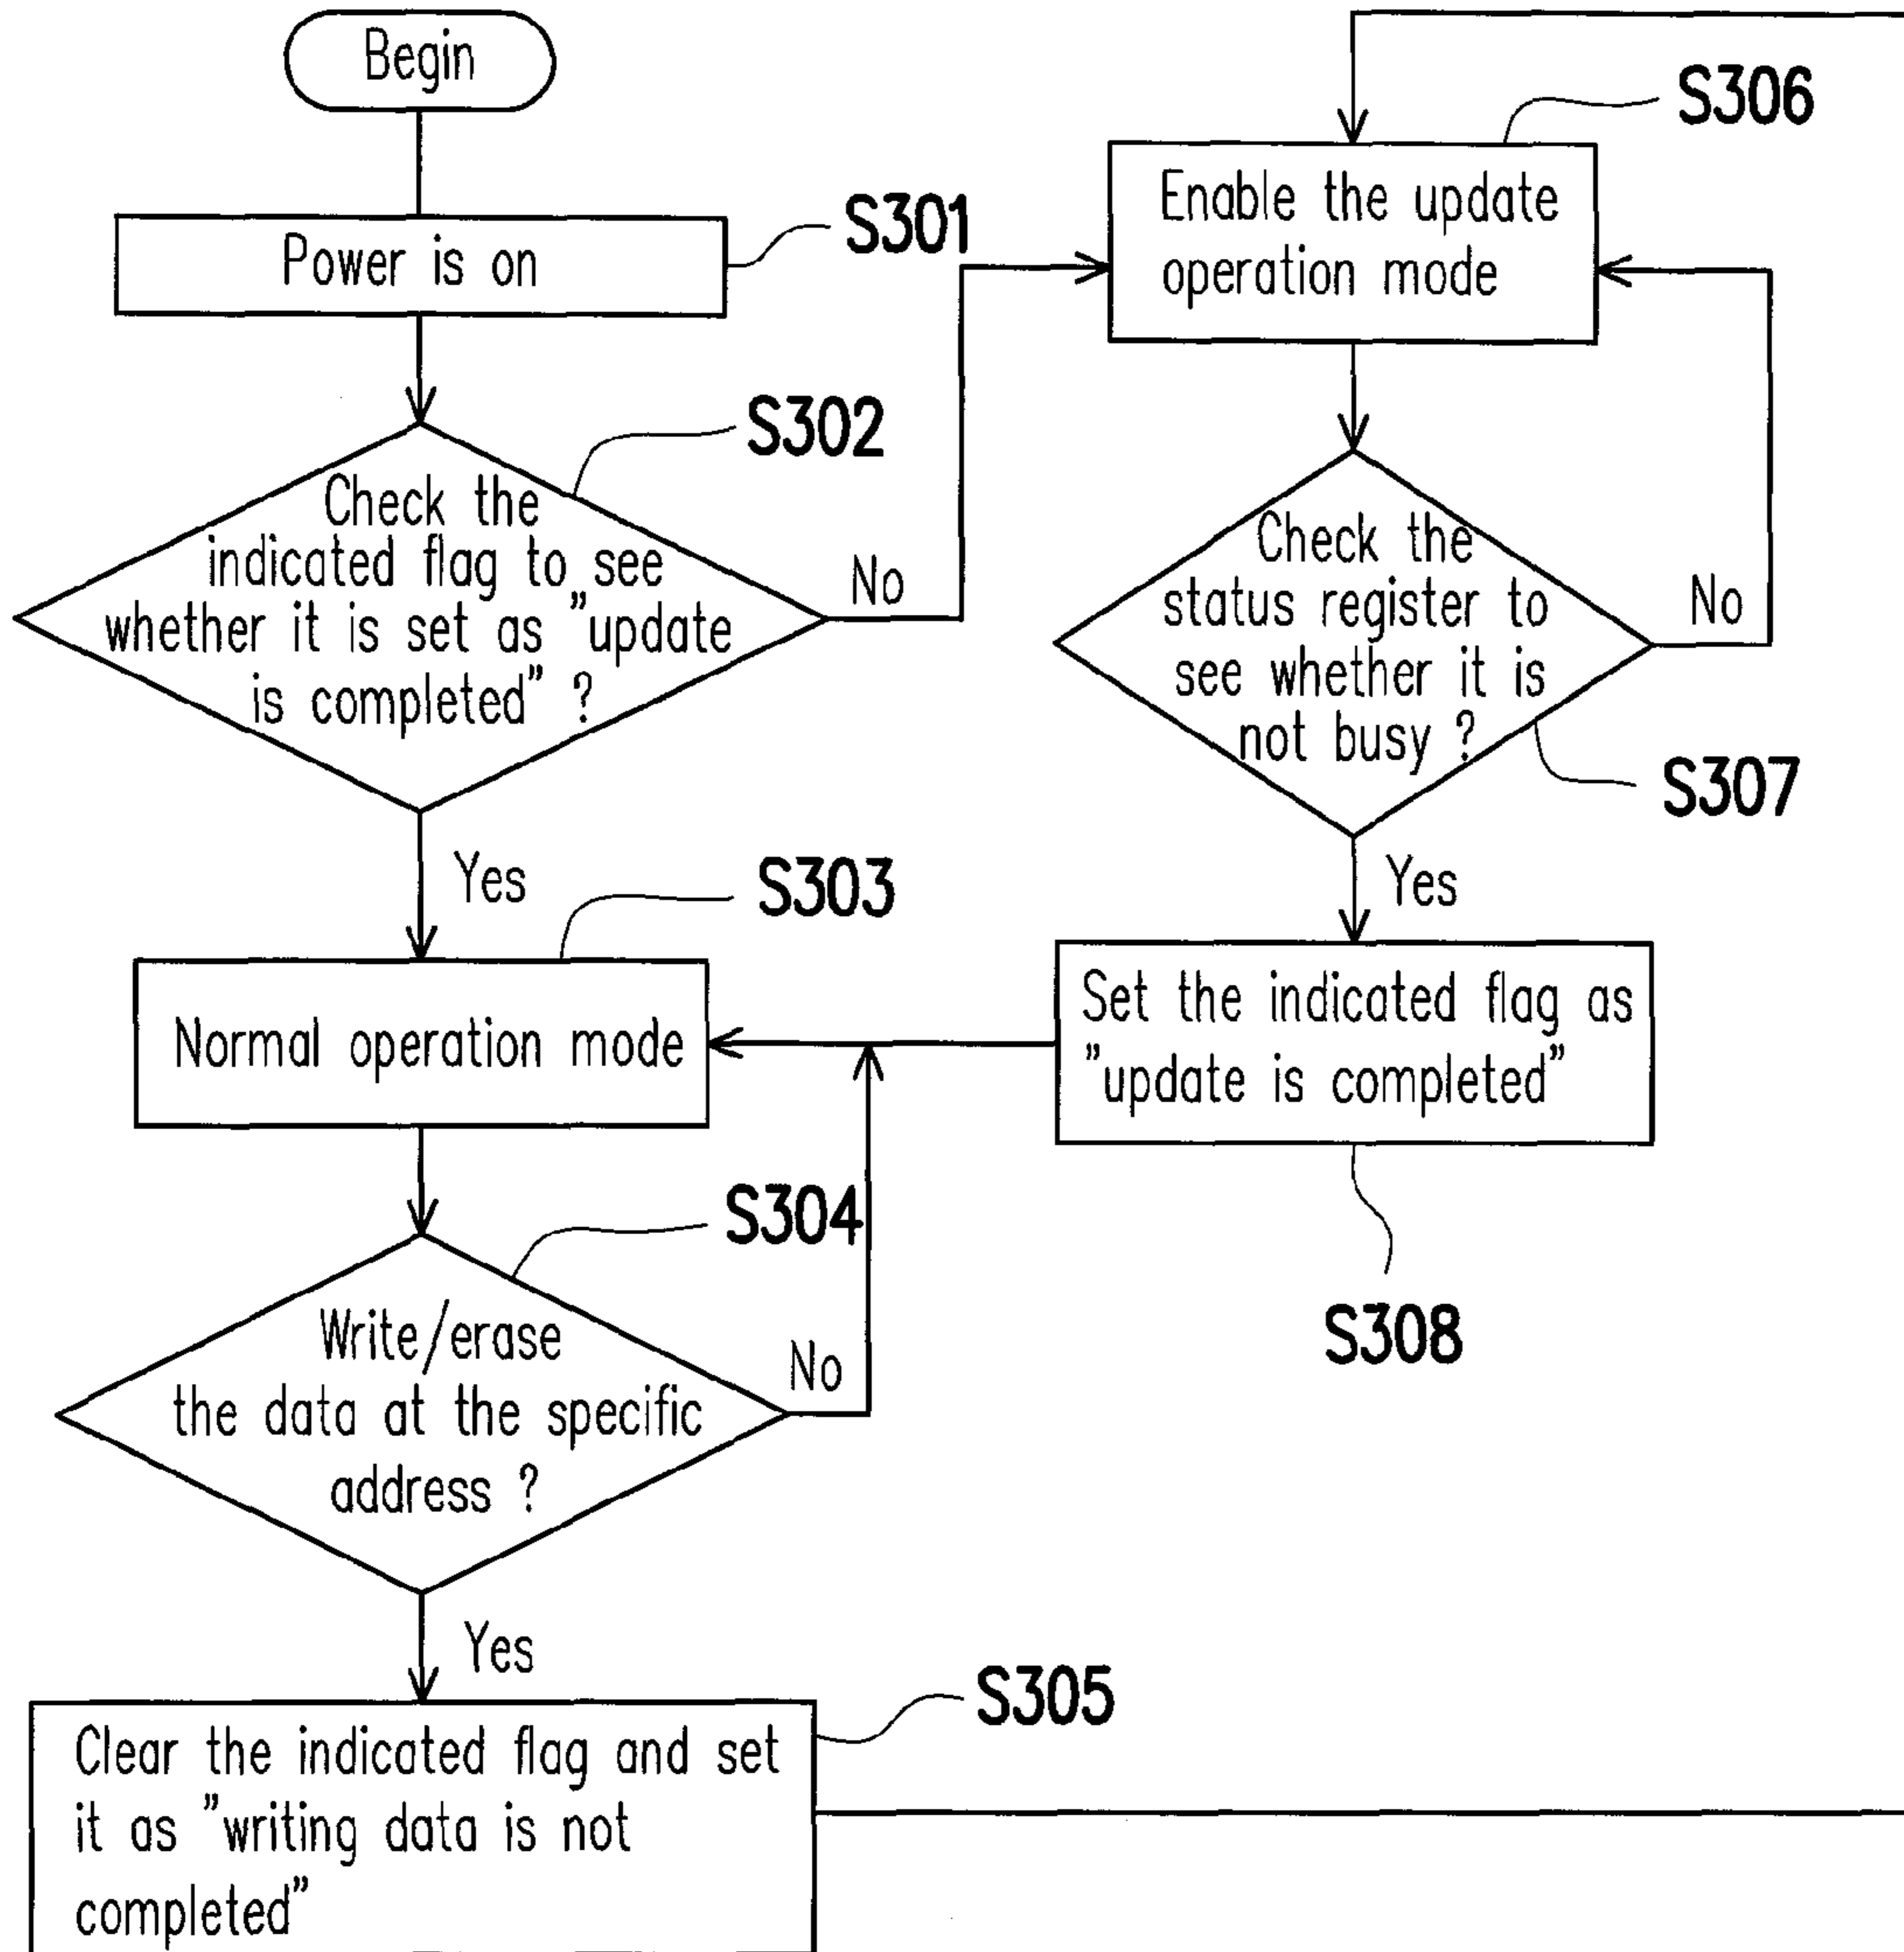 Begin
Power is on
S301
S302
Check the
indicated flag to see
whether it is set as "update
is completed" ?
No
Yes
S303
Normal operation mode
S304
Write/erase
the data at the specific
address ?
No
Yes
S305
Clear the indicated flag and set
it as "writing data is not
completed"
S306
Enable the update
operation mode
Check the
status register to
see whether it is
not busy ?
No
S307
Yes
Set the indicated flag as
"update is completed"
S308